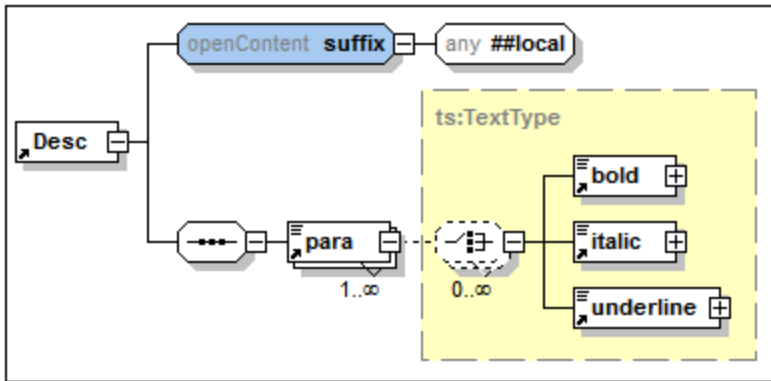 openContent suffix
any ##local
ts:TextType
Desc
bold
para
italic
1..∞
0..∞
underline